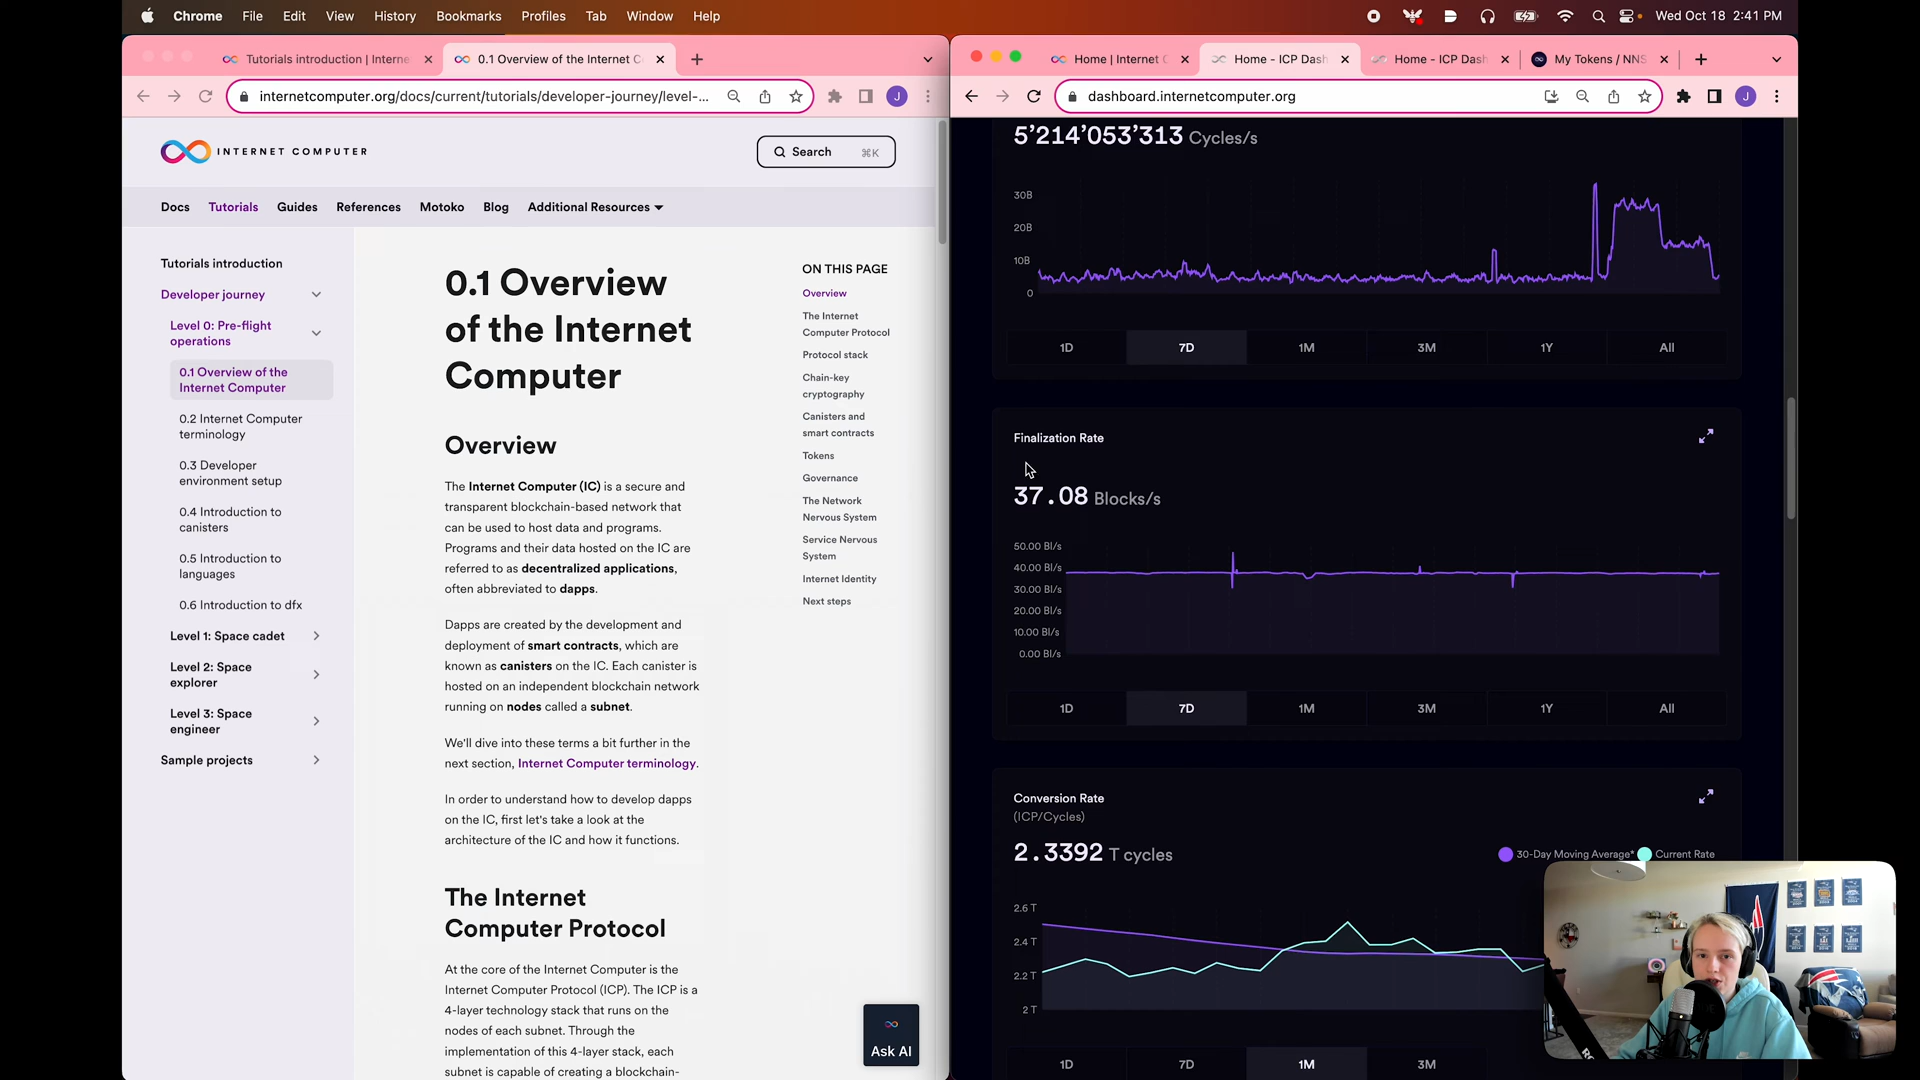 Chrome File Edit View History Bookmarks Profiles Tab Window Help
Wed Oct 18 2:41 PM
Tutorials introduction | Interne
0.1 Overview of the Internet C
internetcomputer.org/docs/current/tutorials/developer-journey/level-...
J
INTERNET COMPUTER
Search ⌘K
Docs Tutorials Guides References Motoko Blog Additional Resources
Tutorials introduction
Developer journey
Level 0: Pre-flight
operations
0.1 Overview of the
Internet Computer
0.2 Internet Computer
terminology
0.3 Developer
environment setup
0.4 Introduction to
canisters
0.5 Introduction to
languages
0.6 Introduction to dfx
Level 1: Space cadet
Level 2: Space
explorer
Level 3: Space
engineer
Sample projects
0.1 Overview
of the Internet
Computer
Overview
The Internet Computer (IC) is a secure and
transparent blockchain-based network that
can be used to host data and programs.
Programs and their data hosted on the IC are
referred to as decentralized applications,
often abbreviated to dapps.
Dapps are created by the development and
deployment of smart contracts, which are
known as canisters on the IC. Each canister is
hosted on an independent blockchain network
running on nodes called a subnet.
We'll dive into these terms a bit further in the
next section, Internet Computer terminology.
In order to understand how to develop dapps
on the IC, first let's take a look at the
architecture of the IC and how it functions.
The Internet
Computer Protocol
At the core of the Internet Computer is the
Internet Computer Protocol (ICP). The ICP is a
4-layer technology stack that runs on the
nodes of each subnet. Through the
implementation of this 4-layer stack, each
subnet is capable of creating a blockchain-
ON THIS PAGE
Overview
The Internet
Computer Protocol
Protocol stack
Chain-key
cryptography
Canisters and
smart contracts
Tokens
Governance
The Network
Nervous System
Service Nervous
System
Internet Identity
Next steps
Ask AI
Home | Internet C
Home - ICP Dash
Home - ICP Dash
My Tokens / NNS
dashboard.internetcomputer.org
J
5'214'053'313 Cycles/s
30B
20B
10B
0
1D 7D 1M 3M 1Y All
Finalization Rate
37.08 Blocks/s
50.00 Bl/s
40.00 Bl/s
30.00 Bl/s
20.00 Bl/s
10.00 Bl/s
0.00 Bl/s
1D 7D 1M 3M 1Y All
Conversion Rate
(ICP/Cycles)
2.3392 T cycles
30-Day Moving Average* Current Rate
2.6 T
2.4 T
2.2 T
2 T
1D 7D 1M 3M